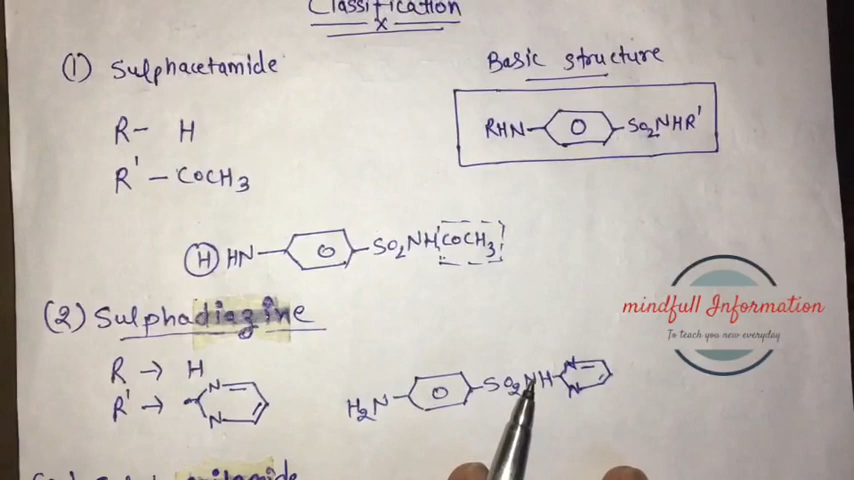 Classification
x
(1) Sulphacetamide
Basic structure
R- H
RHN SO2NHR'
R' - COCH3
H HN SO2NH COCH3
(2) Sulphadiazine
mindfull Information
To teach you new everyday
R → H
R' → N N
H2N SO2NH N N